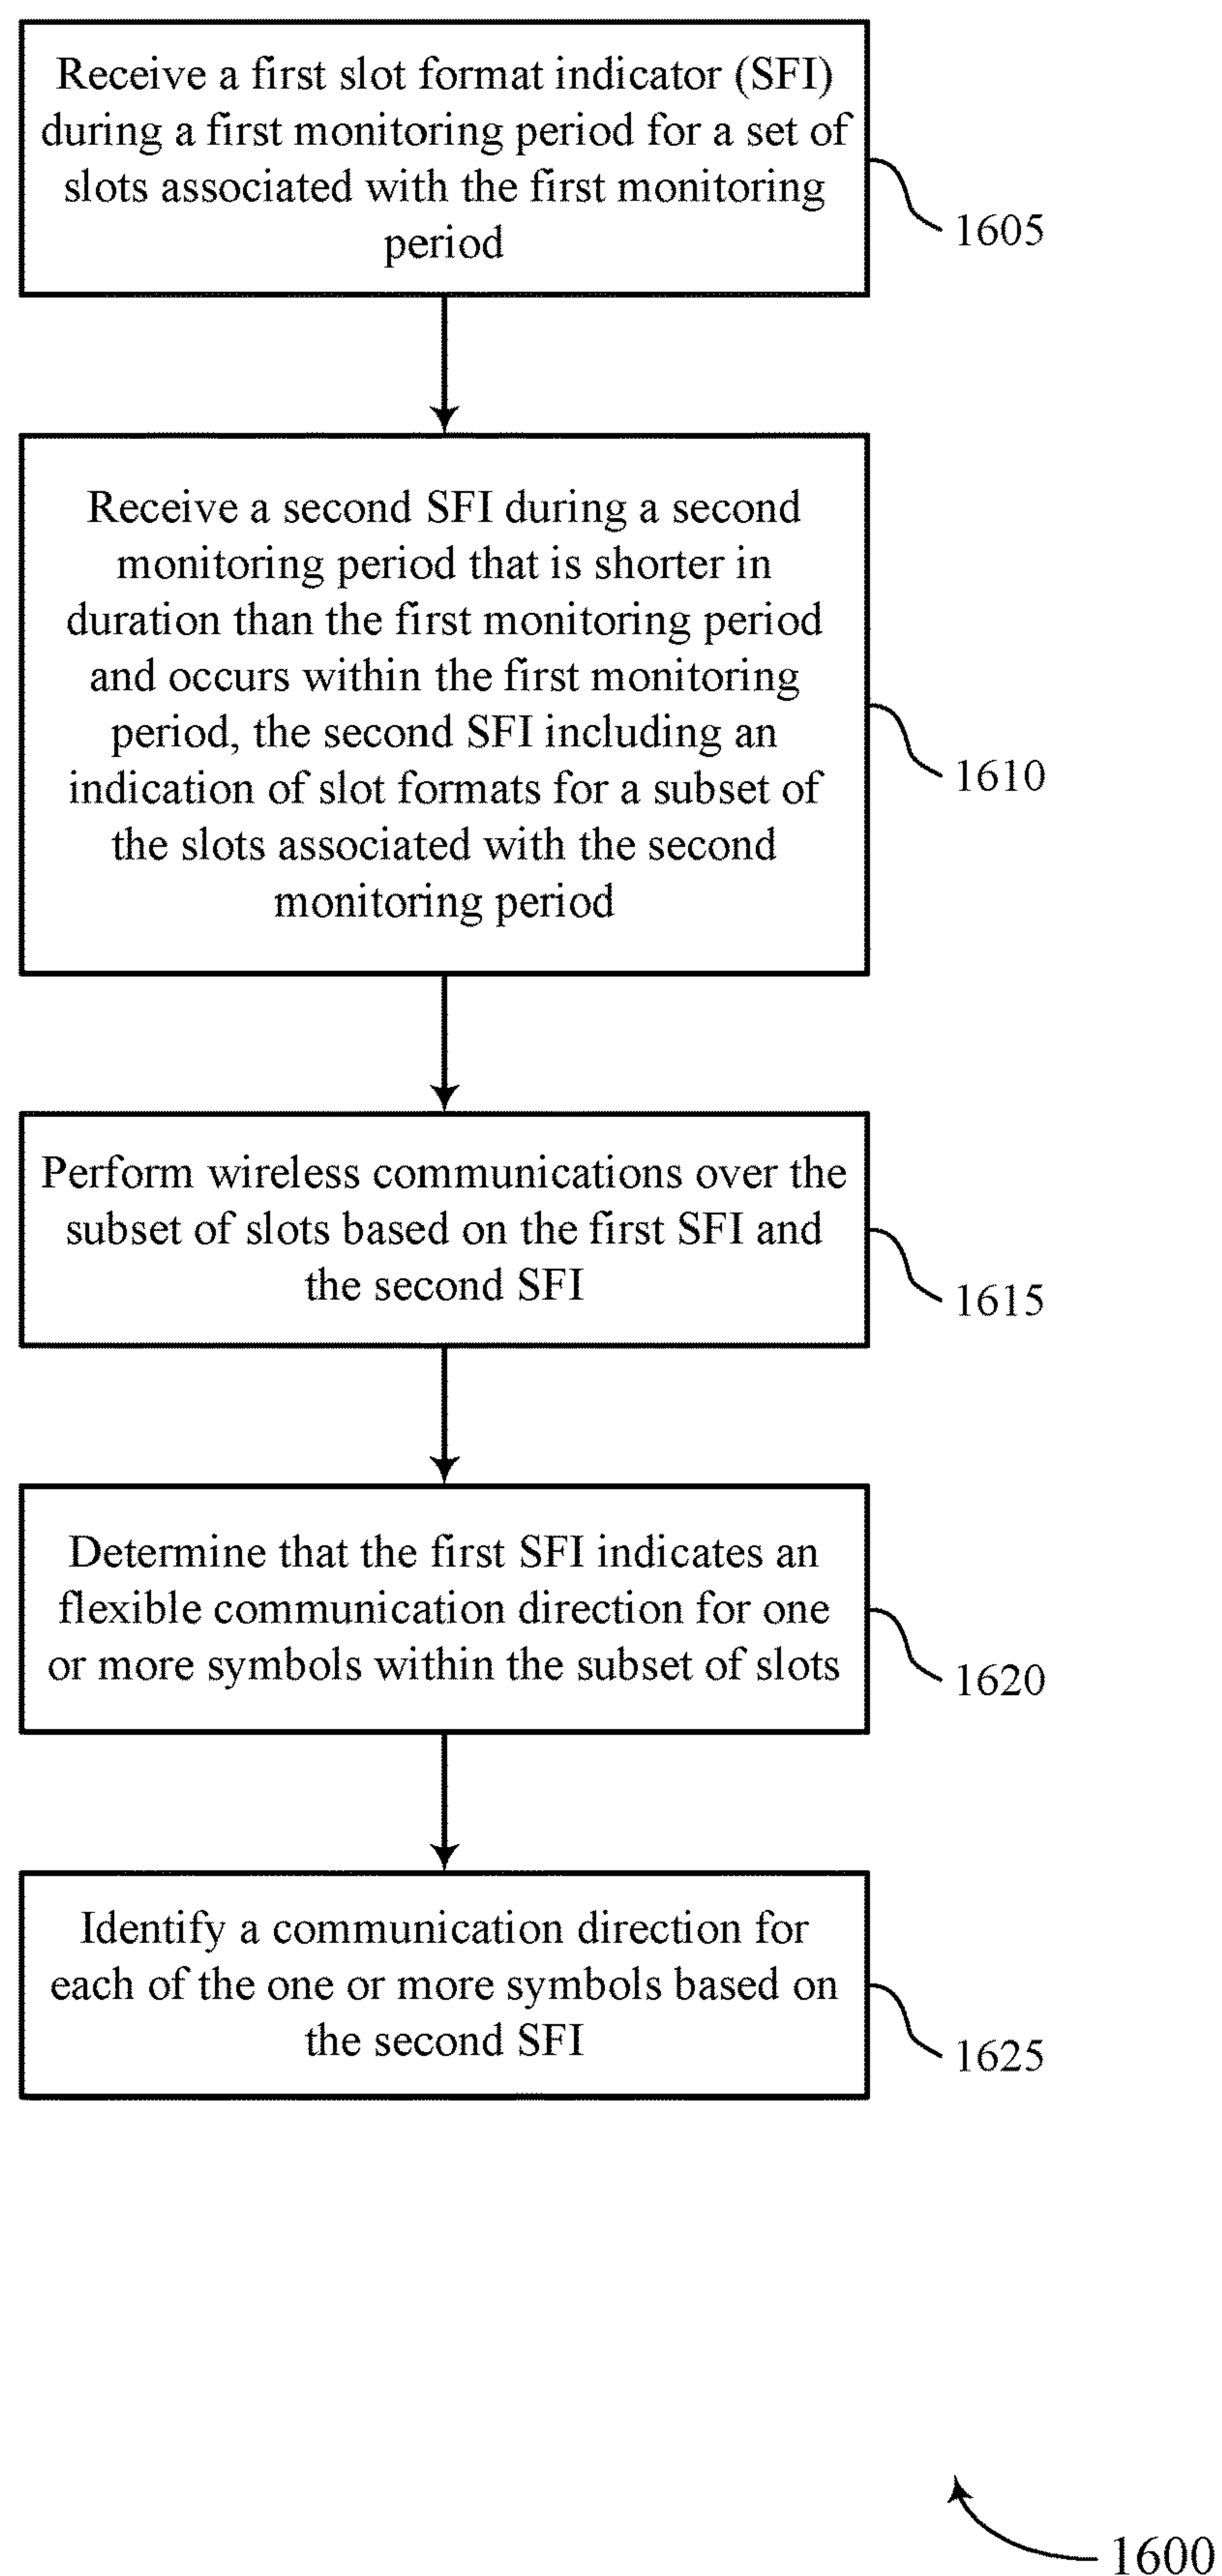 Receive a first slot format indicator (SFI)
during a first monitoring period for a set of
slots associated with the first monitoring
period
1605
Receive a second SFI during a second
monitoring period that is shorter in
duration than the first monitoring period
and occurs within the first monitoring
period, the second SFI including an
indication of slot formats for a subset of
the slots associated with the second
monitoring period
1610
Perform wireless communications over the
subset of slots based on the first SFI and
the second SFI
1615
Determine that the first SFI indicates an
flexible communication direction for one
or more symbols within the subset of slots
1620
Identify a communication direction for
each of the one or more symbols based on
the second SFI
1625
1600